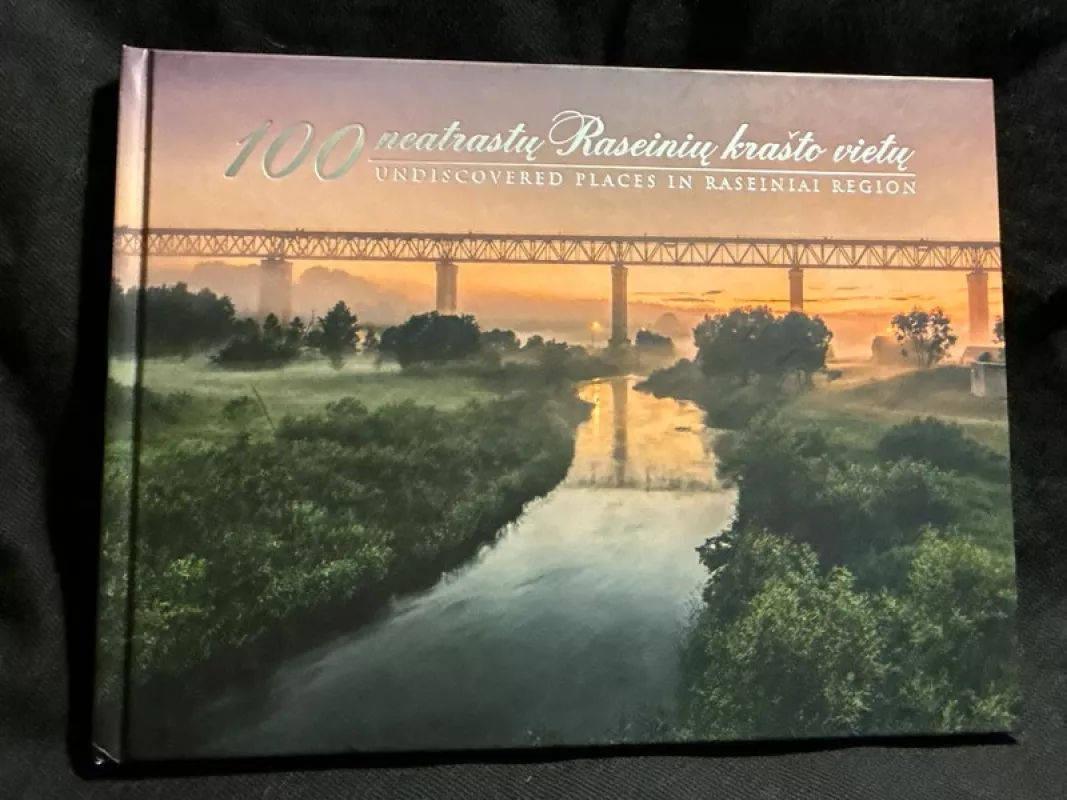 100 neatrastų Raseinių krašto vietų
UNDISCOVERED PLACES IN RASEINIAI REGION